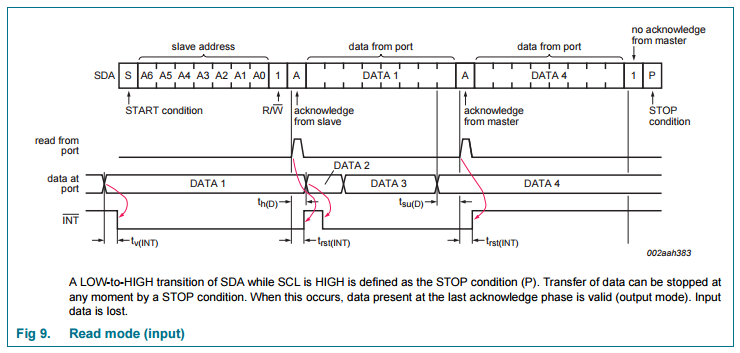 no acknowledge
from master
slave address
data from port
data from port
SDA S A6 A5 A4 A3 A2 A1 A0 1 A DATA 1 A DATA 4 1 P
START condition
R/W
acknowledge
from slave
acknowledge
from master
STOP
condition
read from
port
DATA 2
data at
port
DATA 1
DATA 3
DATA 4
th(D)
tsu(D)
INT
tv(INT)
trst(INT)
trst(INT)
002aah383
A LOW-to-HIGH transition of SDA while SCL is HIGH is defined as the STOP condition (P). Transfer of data can be stopped at
any moment by a STOP condition. When this occurs, data present at the last acknowledge phase is valid (output mode). Input
data is lost.
Fig 9. Read mode (input)